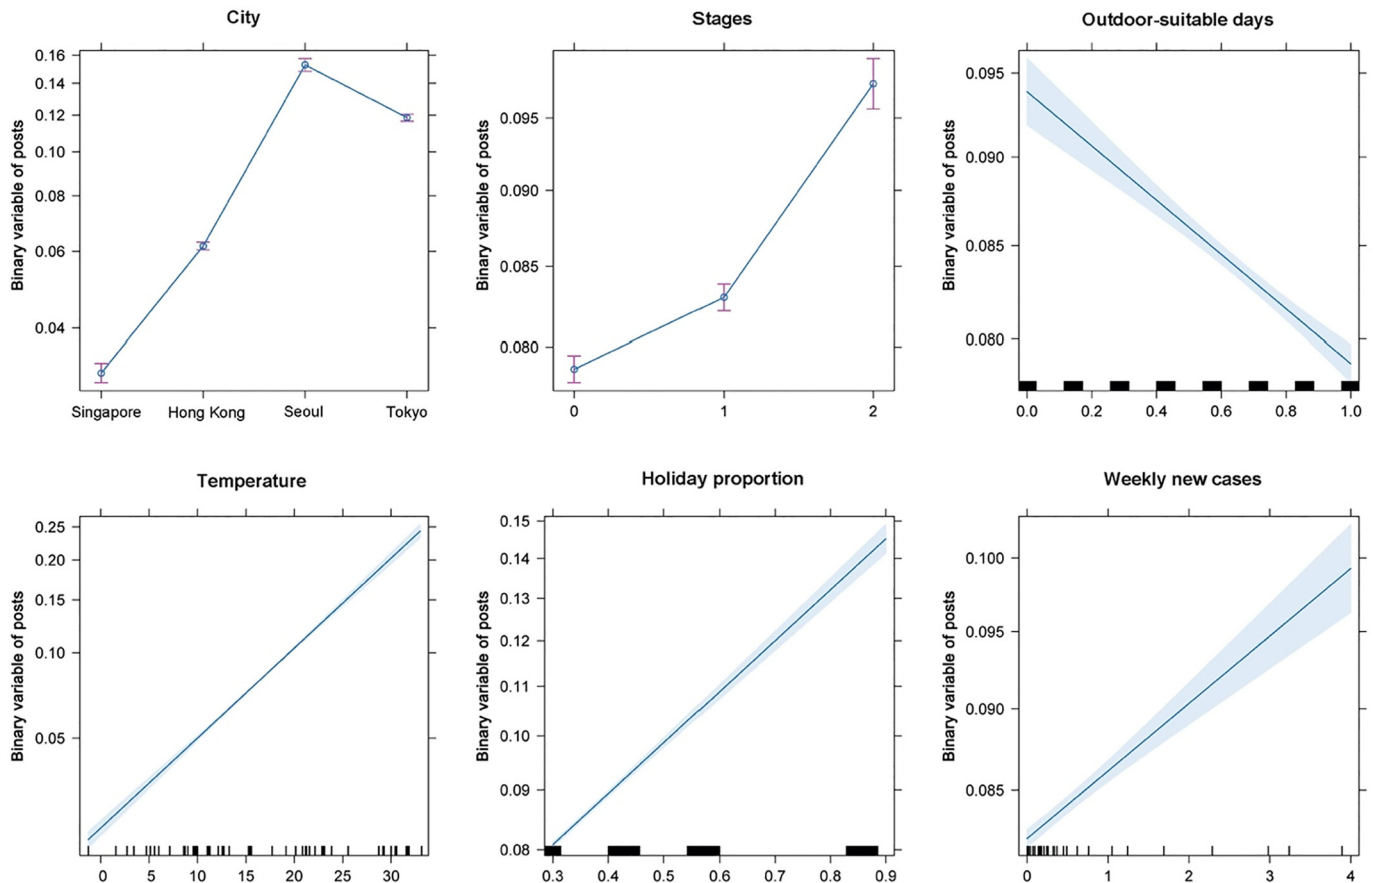 City
Binary variable of posts
0.16
0.14
0.12
0.10
0.08
0.06
0.04
Singapore Hong Kong Seoul Tokyo
Stages
Binary variable of posts
0.095
0.090
0.085
0.080
0 1 2
Outdoor-suitable days
Binary variable of posts
0.095
0.090
0.085
0.080
0.0 0.2 0.4 0.6 0.8 1.0
Temperature
Binary variable of posts
0.25
0.20
0.15
0.10
0.05
0 5 10 15 20 25 30
Holiday proportion
Binary variable of posts
0.15
0.14
0.13
0.12
0.11
0.10
0.09
0.08
0.3 0.4 0.5 0.6 0.7 0.8 0.9
Weekly new cases
Binary variable of posts
0.100
0.095
0.090
0.085
0 1 2 3 4